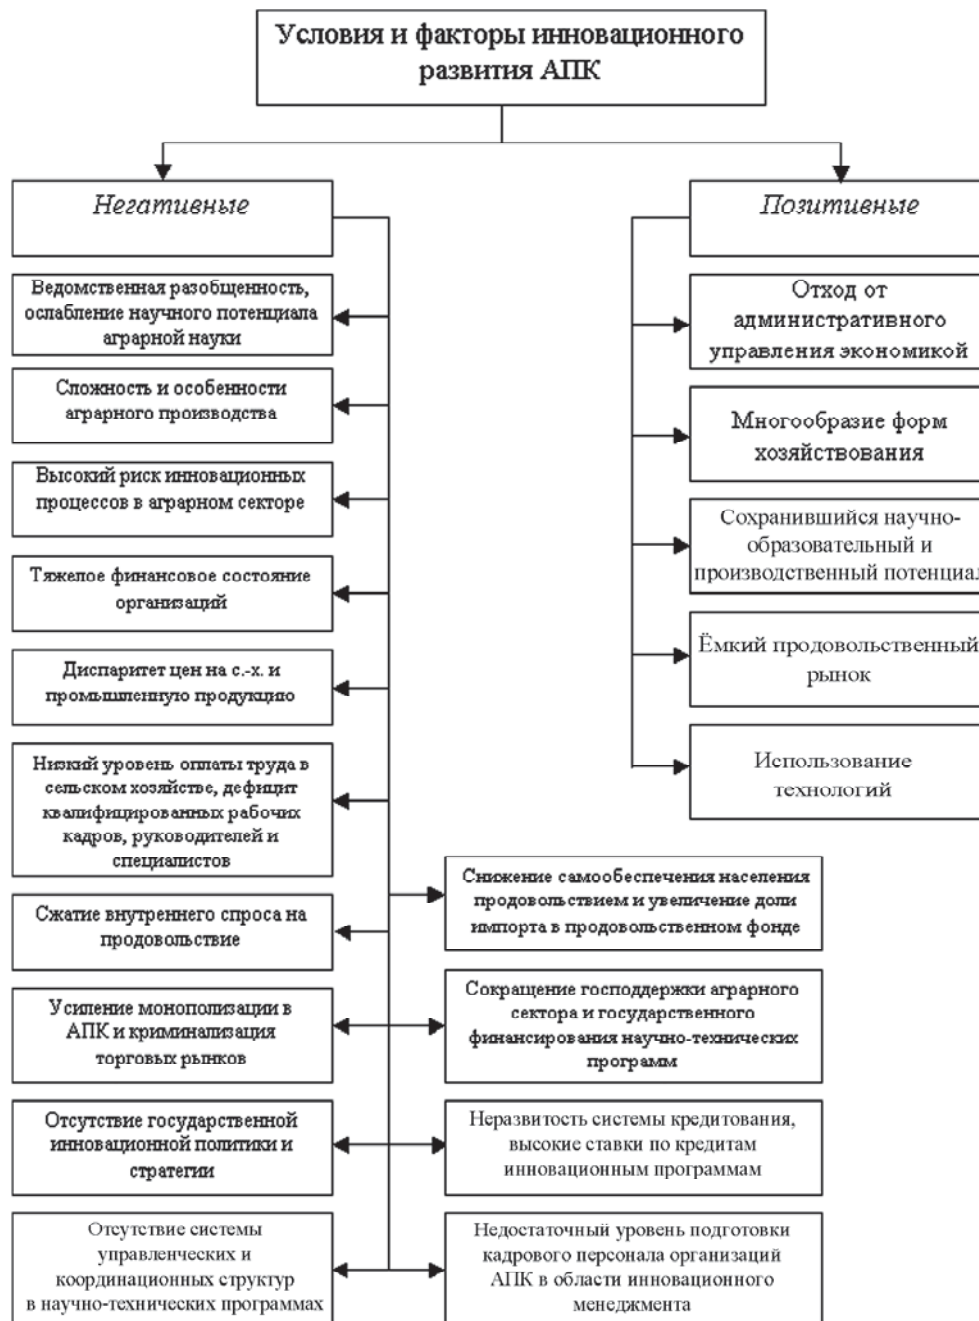 Условия и факторы инновационного
развития АПК
Негативные
Ведомственная разобщенность,
ослабление научного потенциала
аграрной науки
Сложность и особенности
аграрного производства
Высокий риск инновационных
процессов в аграрном секторе
Тяжелое финансовое состояние
организаций
Диспаритет цен на с.-х. и
промышленную продукцию
Низкий уровень оплаты труда в
сельском хозяйстве, дефицит
квалифицированных рабочих
кадров, руководителей и
специалистов
Сжатие внутреннего спроса на
продовольствие
Усиление монополизации в
АПК и криминализация
торговых рынков
Отсутствие государственной
инновационной политики и
стратегии
Отсутствие системы
управленческих и
координационных структур
в научно-технических программах
Снижение самообеспечения населения
продовольствием и увеличение доли
импорта в продовольственном фонде
Сокращение господдержки аграрного
сектора и государственного
финансирования научно-технических
программ
Неразвитость системы кредитования,
высокие ставки по кредитам
инновационным программам
Недостаточный уровень подготовки
кадрового персонала организаций
АПК в области инновационного
менеджмента
Позитивные
Отход от
административного
управления экономикой
Многообразие форм
хозяйствования
Сохранившийся научно-
образовательный и
производственный потенциал
Ёмкий продовольственный
рынок
Использование
технологий